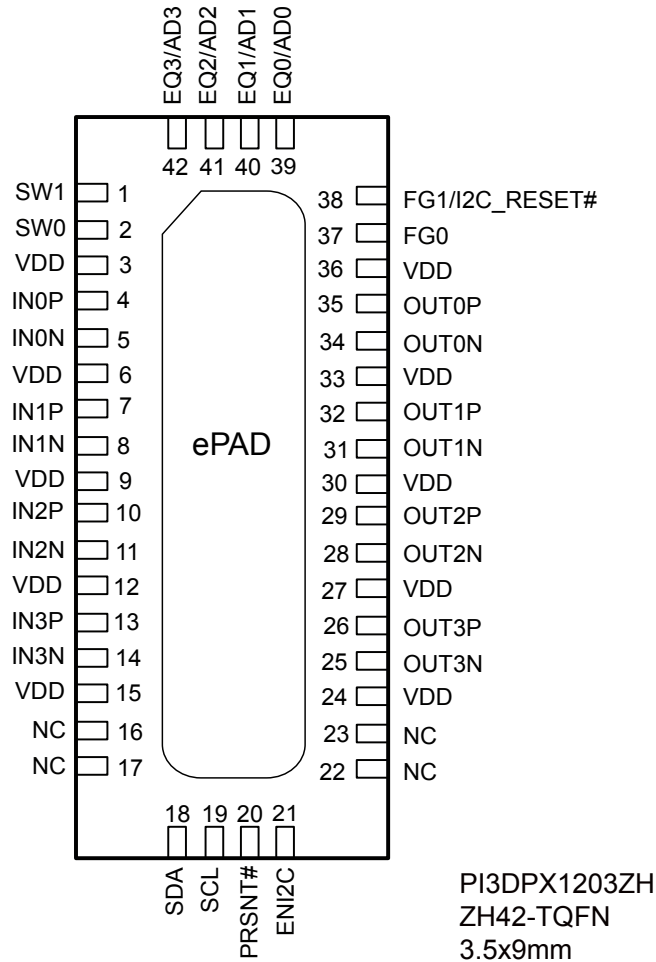 EQ3/AD3
EQ2/AD2
EQ1/AD1
EQ0/AD0
42 41 40 39
SW1 1
SW0 2
VDD 3
IN0P 4
IN0N 5
VDD 6
IN1P 7
IN1N 8
VDD 9
IN2P 10
IN2N 11
VDD 12
IN3P 13
IN3N 14
VDD 15
NC 16
NC 17
ePAD
38 FG1/I2C_RESET#
37 FG0
36 VDD
35 OUT0P
34 OUT0N
33 VDD
32 OUT1P
31 OUT1N
30 VDD
29 OUT2P
28 OUT2N
27 VDD
26 OUT3P
25 OUT3N
24 VDD
23 NC
22 NC
18 19 20 21
SDA
SCL
PRSNT#
ENI2C
PI3DPX1203ZH
ZH42-TQFN
3.5x9mm